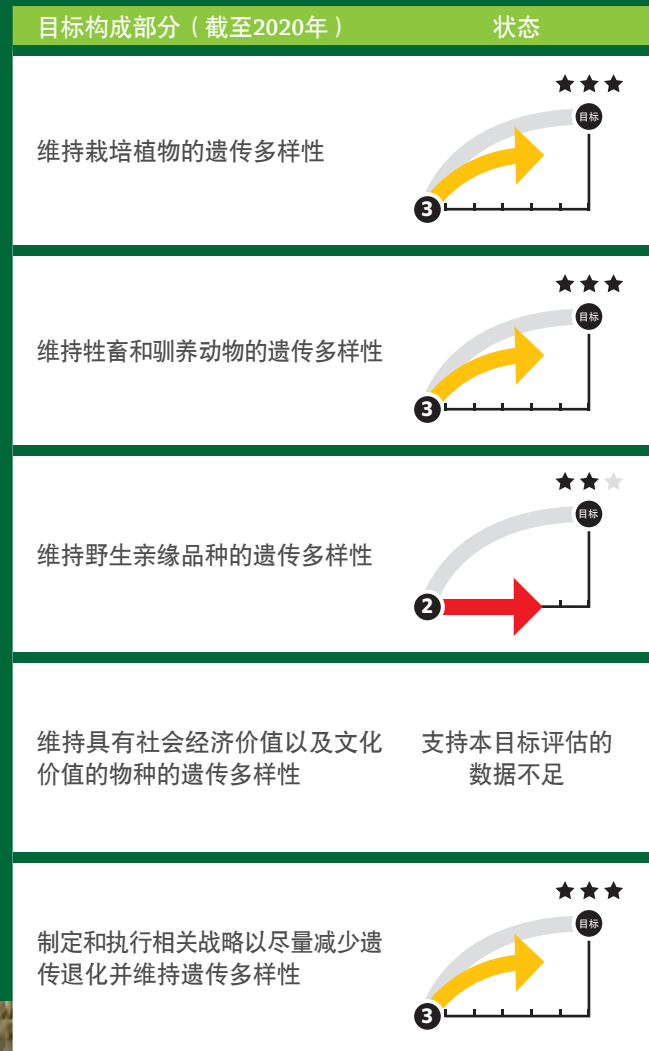 目标构成部分（截至2020年） 状态
维持栽培植物的遗传多样性
目标
3
维持牲畜和驯养动物的遗传多样性
目标
3
维持野生亲缘品种的遗传多样性
目标
2
维持具有社会经济价值以及文化
价值的物种的遗传多样性
支持本目标评估的
数据不足
制定和执行相关战略以尽量减少遗
传退化并维持遗传多样性
目标
3